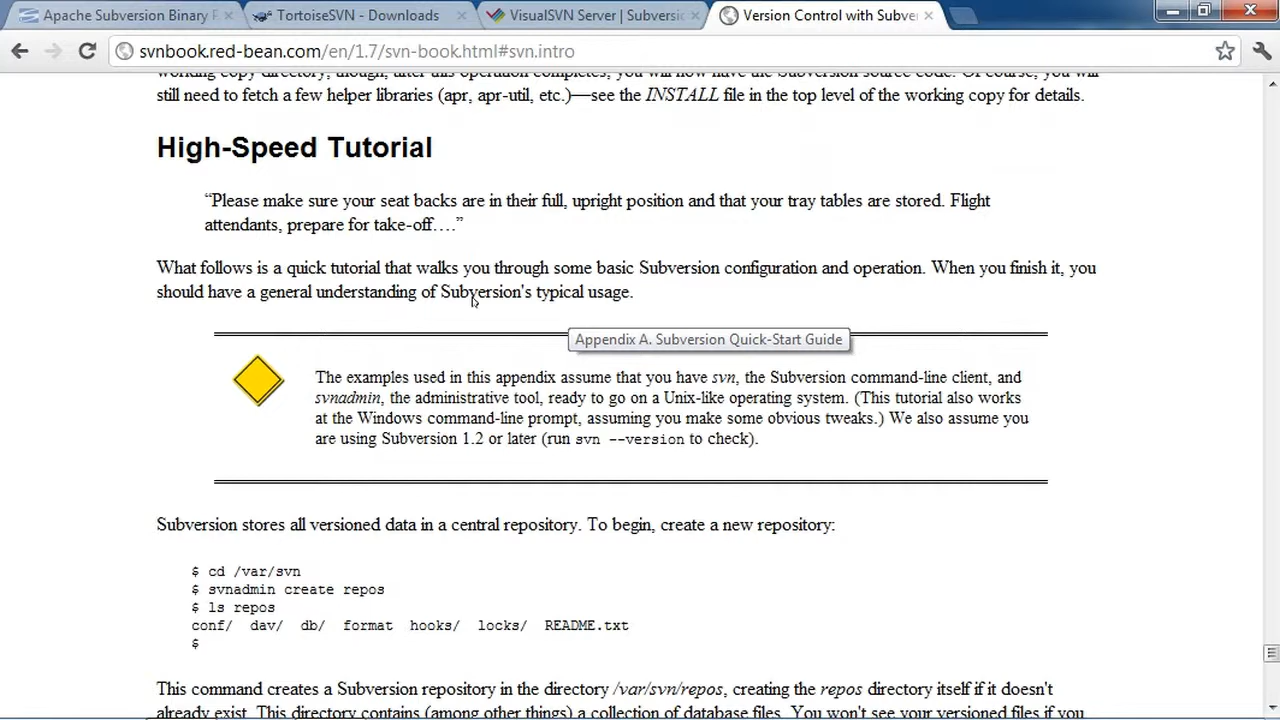 Apache Subversion Binary P
TortoiseSVN - Downloads
VisualSVN Server | Subversio
Version Control with Subve
svnbook.red-bean.com/en/1.7/svn-book.html#svn.intro
working copy directory, though; after this operation completes, you will now have the Subversion source code. Of course, you will
still need to fetch a few helper libraries (apr, apr-util, etc.)—see the INSTALL file in the top level of the working copy for details.
High-Speed Tutorial
“Please make sure your seat backs are in their full, upright position and that your tray tables are stored. Flight
attendants, prepare for take-off….”
What follows is a quick tutorial that walks you through some basic Subversion configuration and operation. When you finish it, you
should have a general understanding of Subversion's typical usage.
Appendix A. Subversion Quick-Start Guide
The examples used in this appendix assume that you have svn, the Subversion command-line client, and
svnadmin, the administrative tool, ready to go on a Unix-like operating system. (This tutorial also works
at the Windows command-line prompt, assuming you make some obvious tweaks.) We also assume you
are using Subversion 1.2 or later (run svn --version to check).
Subversion stores all versioned data in a central repository. To begin, create a new repository:
$ cd /var/svn
$ svnadmin create repos
$ ls repos
conf/ dav/ db/ format hooks/ locks/ README.txt
$
This command creates a Subversion repository in the directory /var/svn/repos, creating the repos directory itself if it doesn't
already exist. This directory contains (among other things) a collection of database files. You won't see your versioned files if you